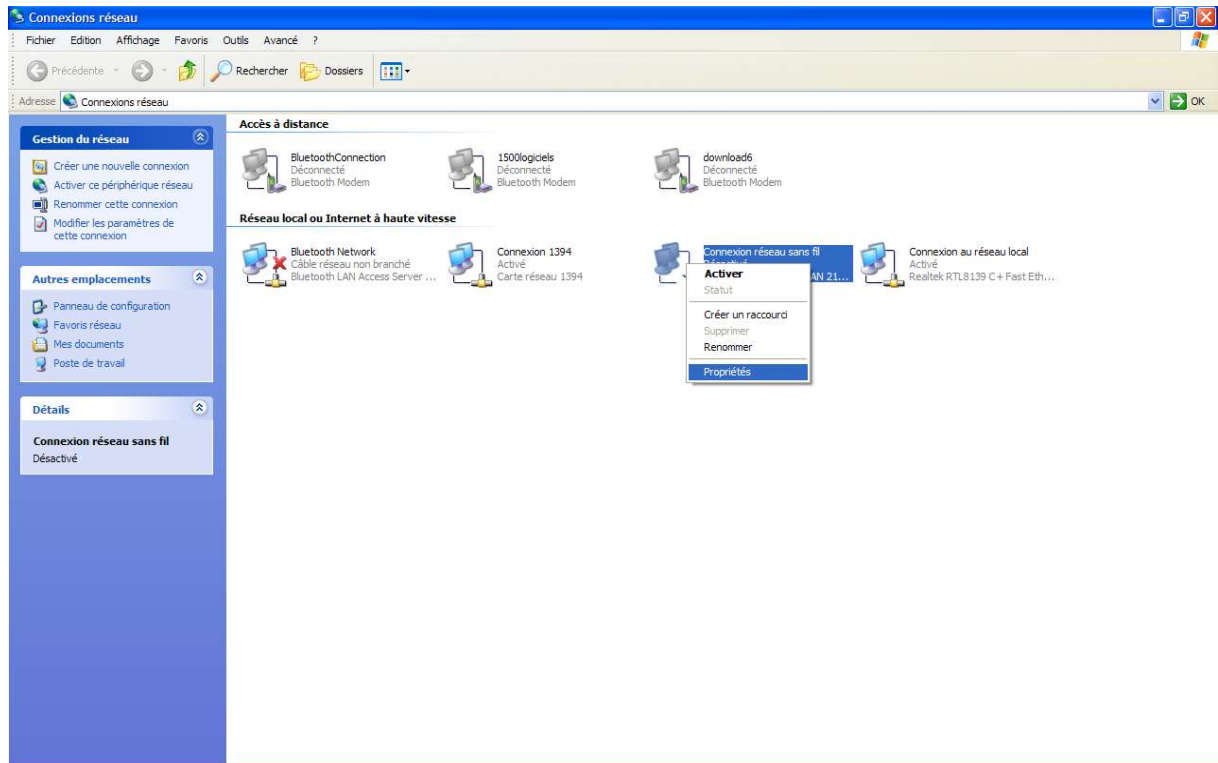 Connexions réseau
Fichier Edition Affichage Favoris Outils Avancé ?
Précédente Rechercher Dossiers
Adresse Connexions réseau OK
Gestion du réseau
Créer une nouvelle connexion
Activer ce périphérique réseau
Renommer cette connexion
Modifier les paramètres de
cette connexion
Autres emplacements
Panneau de configuration
Favoris réseau
Mes documents
Poste de travail
Détails
Connexion réseau sans fil
Désactivé
Accès à distance
BluetoothConnection
Déconnecté
Bluetooth Modem
1500logiciels
Déconnecté
Bluetooth Modem
download6
Déconnecté
Bluetooth Modem
Réseau local ou Internet à haute vitesse
Bluetooth Network
Câble réseau non branché
Bluetooth LAN Access Server ...
Connexion 1394
Activé
Carte réseau 1394
Connexion réseau sans fil
Désactivé
AN 21...
Connexion au réseau local
Activé
Realtek RTL8139 C+ Fast Eth...
Activer
Statut
Créer un raccourci
Supprimer
Renommer
Propriétés